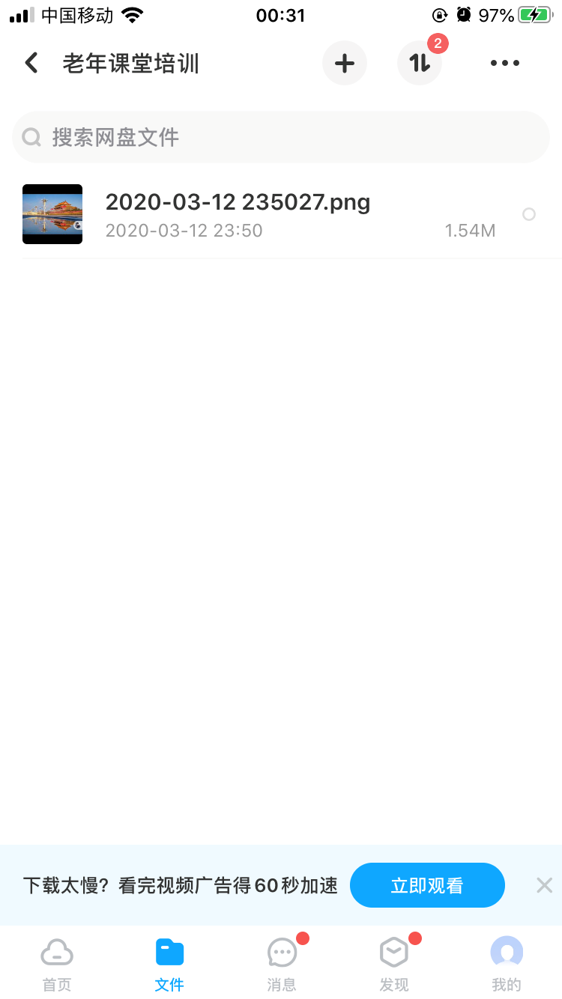 中国移动 00:31 97%
老年课堂培训 2
搜索网盘文件
2020-03-12 235027.png
2020-03-12 23:50 1.54M
下载太慢？看完视频广告得60秒加速 立即观看
首页 文件 消息 发现 我的